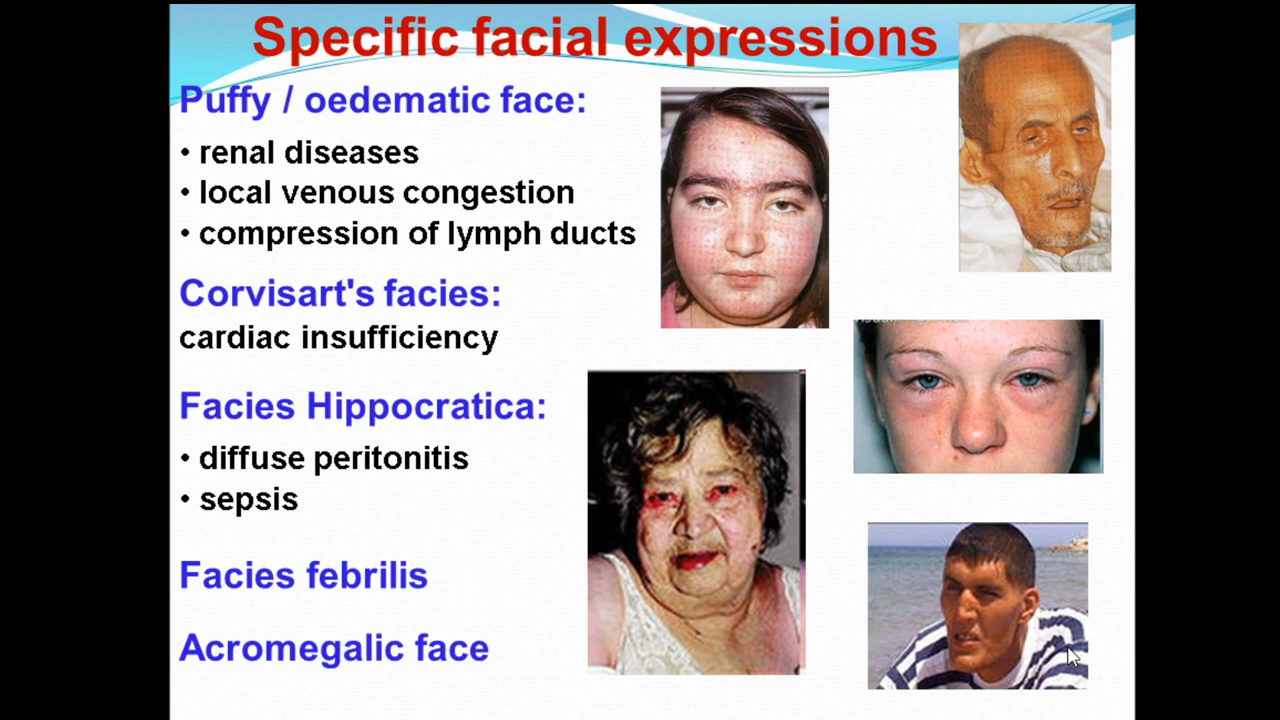 Specific facial expressions
Puffy / oedematic face:
• renal diseases
• local venous congestion
• compression of lymph ducts
Corvisart's facies:
cardiac insufficiency
Facies Hippocratica:
• diffuse peritonitis
• sepsis
Facies febrilis
Acromegalic face